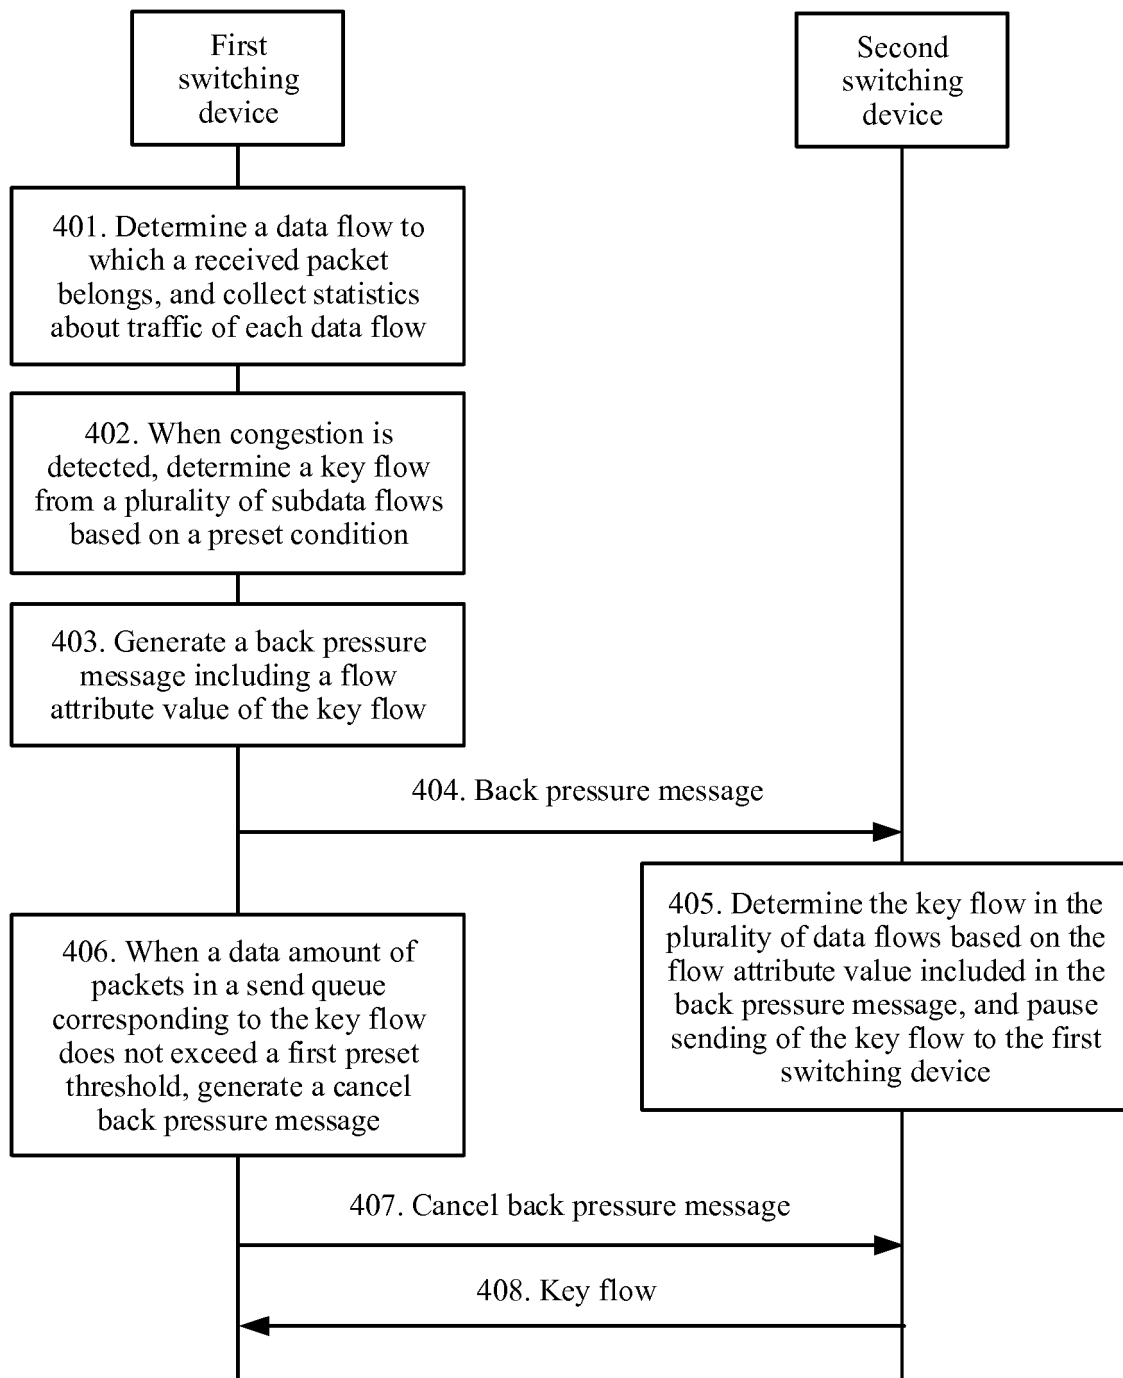 First
switching
device
Second
switching
device
401. Determine a data flow to
which a received packet
belongs, and collect statistics
about traffic of each data flow
402. When congestion is
detected, determine a key flow
from a plurality of subdata flows
based on a preset condition
403. Generate a back pressure
message including a flow
attribute value of the key flow
404. Back pressure message
405. Determine the key flow in the
plurality of data flows based on the
flow attribute value included in the
back pressure message, and pause
sending of the key flow to the first
switching device
406. When a data amount of
packets in a send queue
corresponding to the key flow
does not exceed a first preset
threshold, generate a cancel
back pressure message
407. Cancel back pressure message
408. Key flow